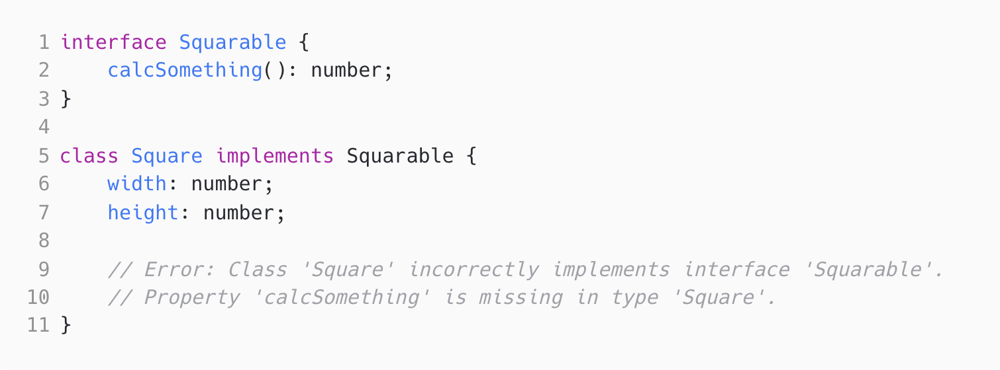 1 interface Squarable {
2     calcSomething(): number;
3 }
4
5 class Square implements Squarable {
6     width: number;
7     height: number;
8
9     // Error: Class 'Square' incorrectly implements interface 'Squarable'.
10     // Property 'calcSomething' is missing in type 'Square'.
11 }